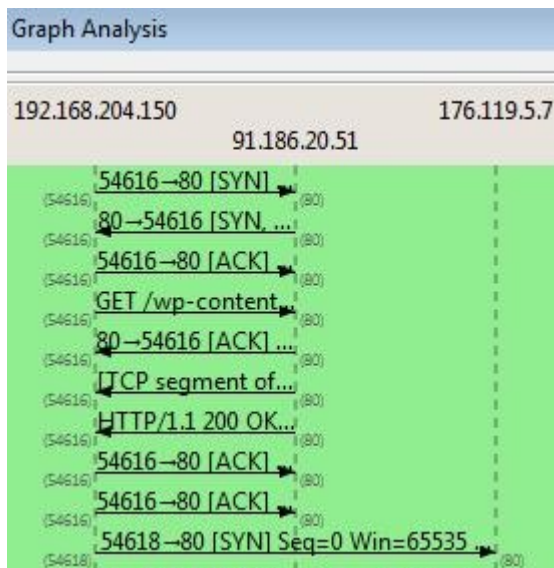 Graph Analysis
192.168.204.150 176.119.5.7
91.186.20.51
54616→80 [SYN] ...
(54616) (80)
80→54616 [SYN, ...
(54616) (80)
54616→80 [ACK] ...
(54616) (80)
GET /wp-content...
(54616) (80)
80→54616 [ACK] ...
(54616) (80)
[TCP segment of...
(54616) (80)
HTTP/1.1 200 OK...
(54616) (80)
54616→80 [ACK] ...
(54616) (80)
54616→80 [ACK] ...
(54616) (80)
54618→80 [SYN] Seq=0 Win=65535 ...
(54618) (80)